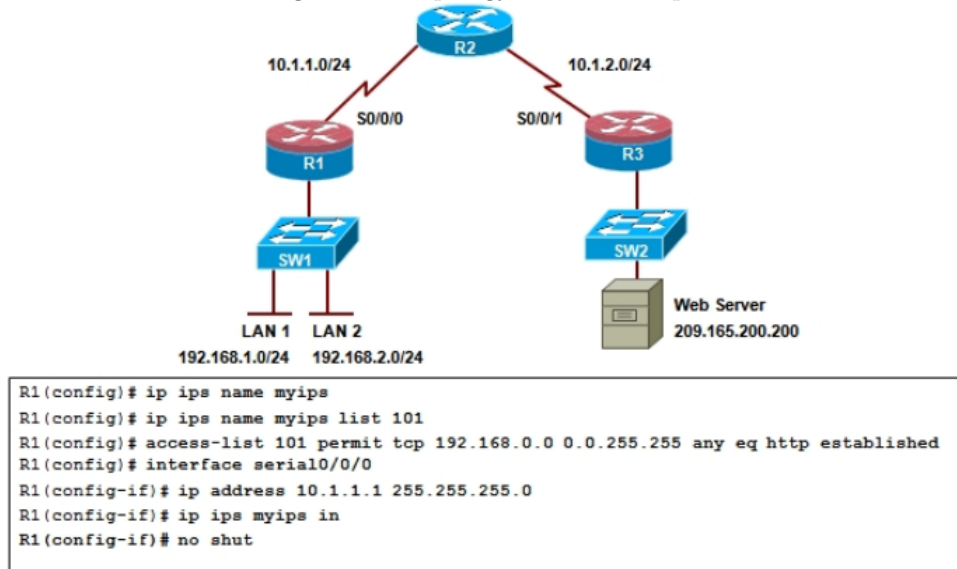 R2
10.1.1.0/24
10.1.2.0/24
S0/0/0
S0/0/1
R1
R3
SW1
SW2
LAN 1
LAN 2
192.168.1.0/24
192.168.2.0/24
Web Server
209.165.200.200
R1(config)# ip ips name myips
R1(config)# ip ips name myips list 101
R1(config)# access-list 101 permit tcp 192.168.0.0 0.0.255.255 any eq http established
R1(config)# interface serial0/0/0
R1(config-if)# ip address 10.1.1.1 255.255.255.0
R1(config-if)# ip ips myips in
R1(config-if)# no shut